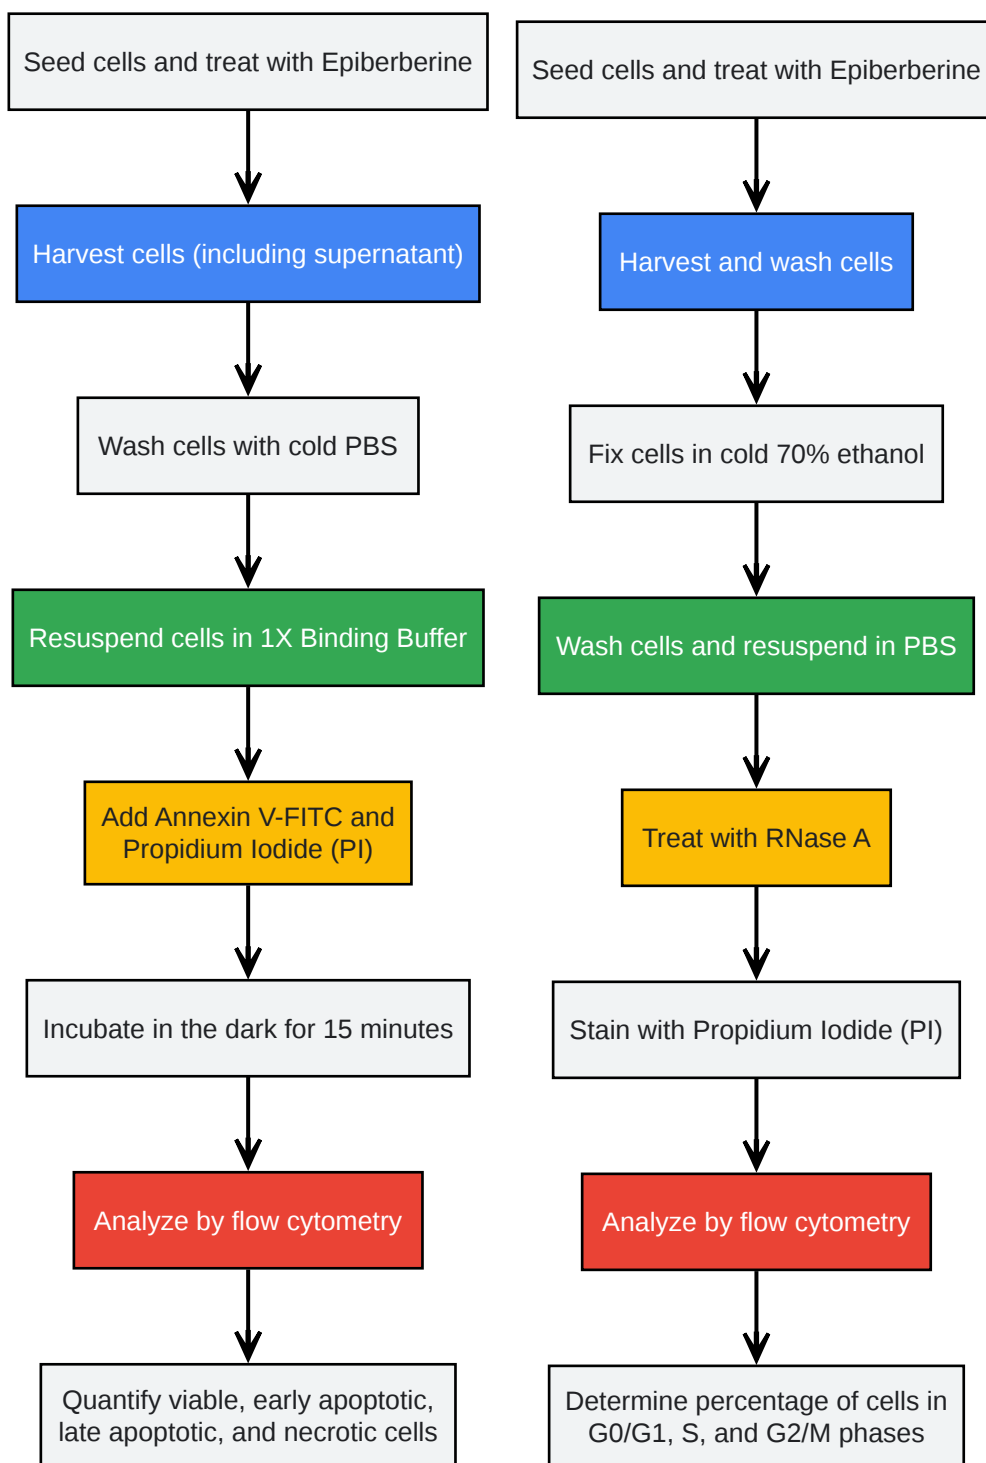 Seed cells and treat with Epiberberine
Harvest cells (including supernatant)
Wash cells with cold PBS
Resuspend cells in 1X Binding Buffer
Add Annexin V-FITC and
Propidium Iodide (PI)
Incubate in the dark for 15 minutes
Analyze by flow cytometry
Quantify viable, early apoptotic,
late apoptotic, and necrotic cells
Seed cells and treat with Epiberberine
Harvest and wash cells
Fix cells in cold 70% ethanol
Wash cells and resuspend in PBS
Treat with RNase A
Stain with Propidium Iodide (PI)
Analyze by flow cytometry
Determine percentage of cells in
G0/G1, S, and G2/M phases